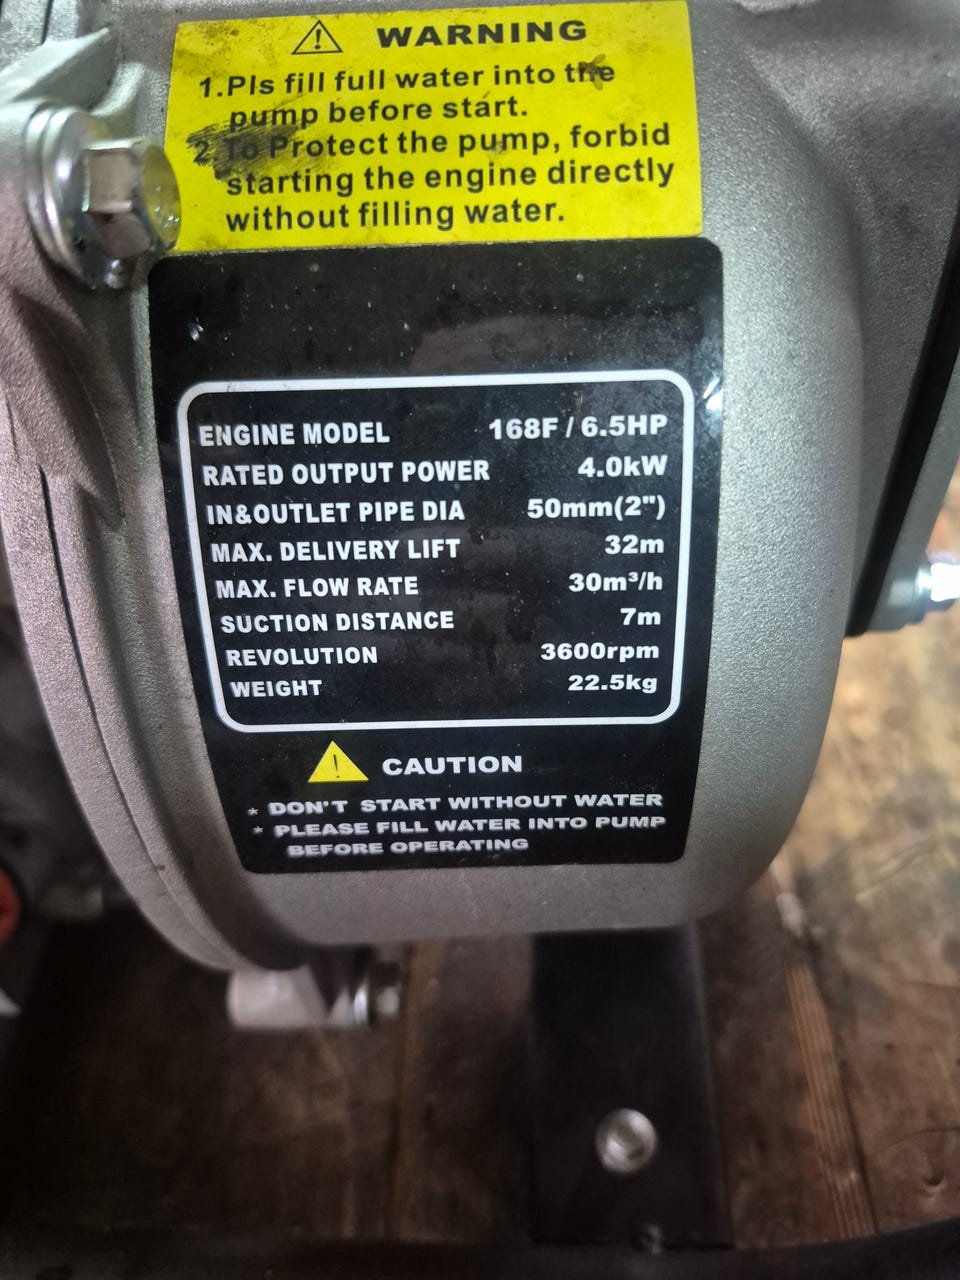 WARNING
1.Pls fill full water into the
pump before start.
2.To Protect the pump, forbid
starting the engine directly
without filling water.
ENGINE MODEL 168F / 6.5HP
RATED OUTPUT POWER 4.0kW
IN&OUTLET PIPE DIA 50mm(2")
MAX. DELIVERY LIFT 32m
MAX. FLOW RATE 30m³/h
SUCTION DISTANCE 7m
REVOLUTION 3600rpm
WEIGHT 22.5kg
CAUTION
* DON'T START WITHOUT WATER
* PLEASE FILL WATER INTO PUMP
BEFORE OPERATING